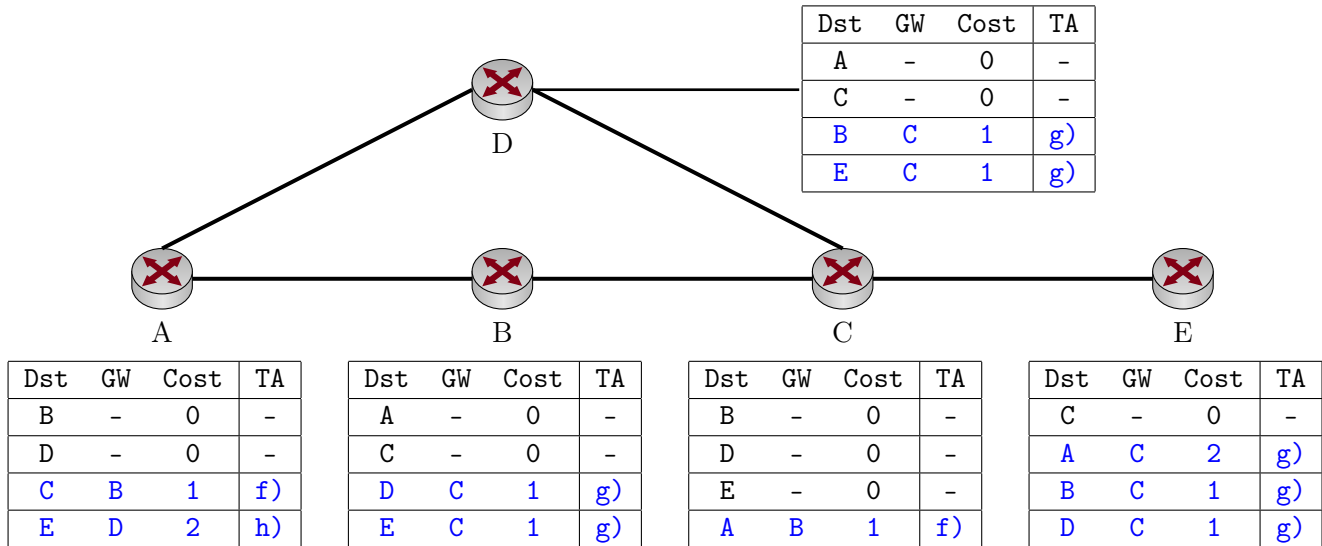 Dst GW Cost TA
A - 0 -
C - 0 -
B C 1 g)
E C 1 g)
D
A
B
C
E
Dst GW Cost TA
B - 0 -
D - 0 -
C B 1 f)
E D 2 h)
Dst GW Cost TA
A - 0 -
C - 0 -
D C 1 g)
E C 1 g)
Dst GW Cost TA
B - 0 -
D - 0 -
E - 0 -
A B 1 f)
Dst GW Cost TA
C - 0 -
A C 2 g)
B C 1 g)
D C 1 g)